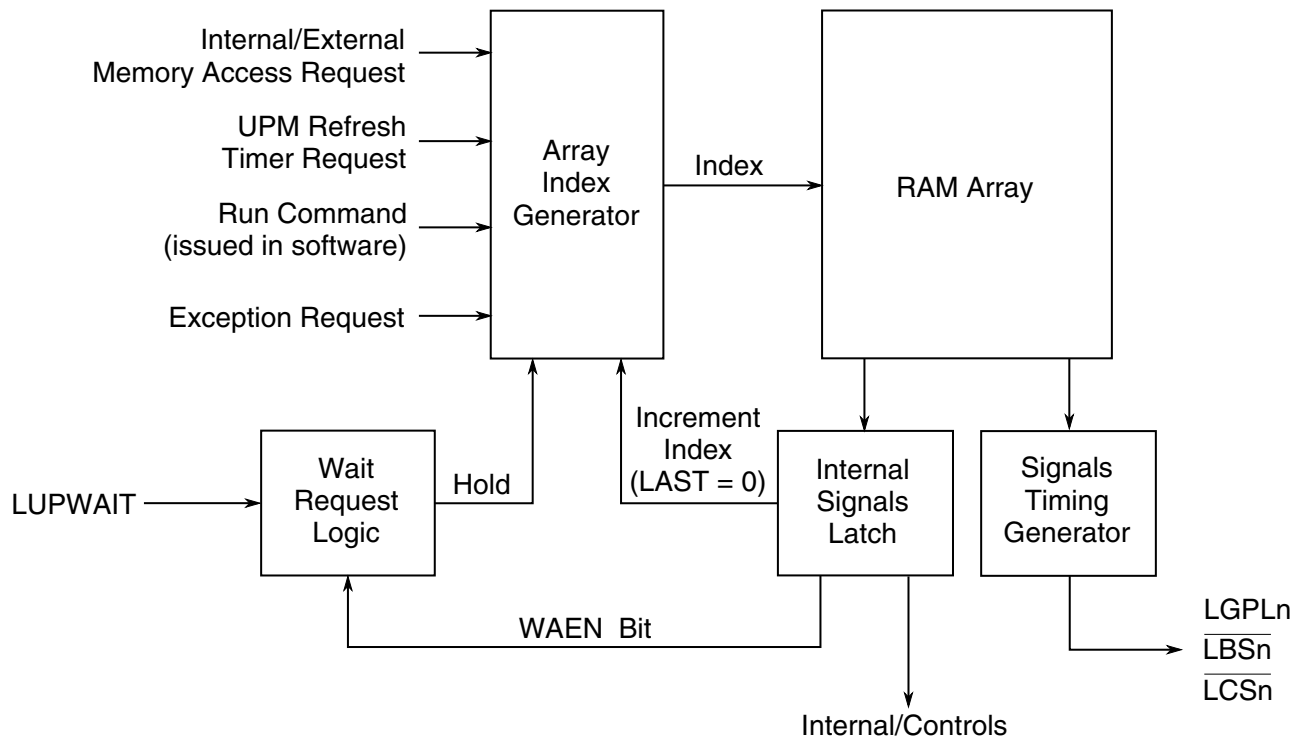 Internal/External
Memory Access Request
UPM Refresh
Timer Request
Run Command
(issued in software)
Exception Request
Array
Index
Generator
Index
RAM Array
LUPWAIT
Wait
Request
Logic
Hold
Increment
Index
(LAST = 0)
Internal
Signals
Latch
Signals
Timing
Generator
WAEN Bit
LGPLn
LBSn
LCSn
Internal/Controls